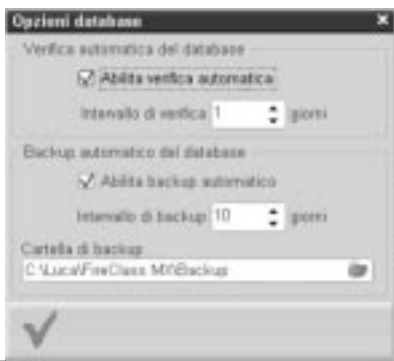 Opzioni database
Verifica automatica del database
Abilita verifica automatica
Intervallo di verifica 1 giorni
Backup automatico del database
Abilita backup automatico
Intervallo di backup 10 giorni
Cartella di backup
C:\Luca\FireClass MX\Backup